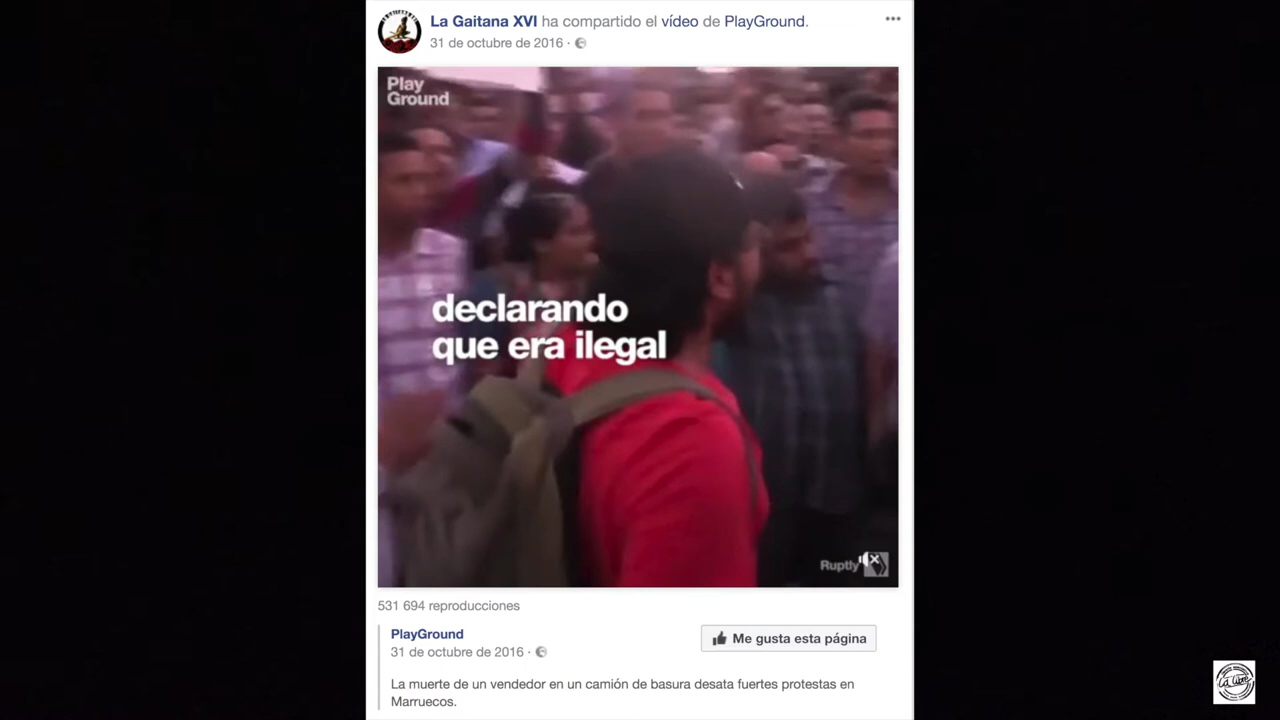 La Gaitana XVI ha compartido el vídeo de PlayGround.
31 de octubre de 2016 ·
Play
Ground
declarando
que era ilegal
Ruptly
531 694 reproducciones
PlayGround
31 de octubre de 2016 ·
Me gusta esta página
La muerte de un vendedor en un camión de basura desata fuertes protestas en
Marruecos.